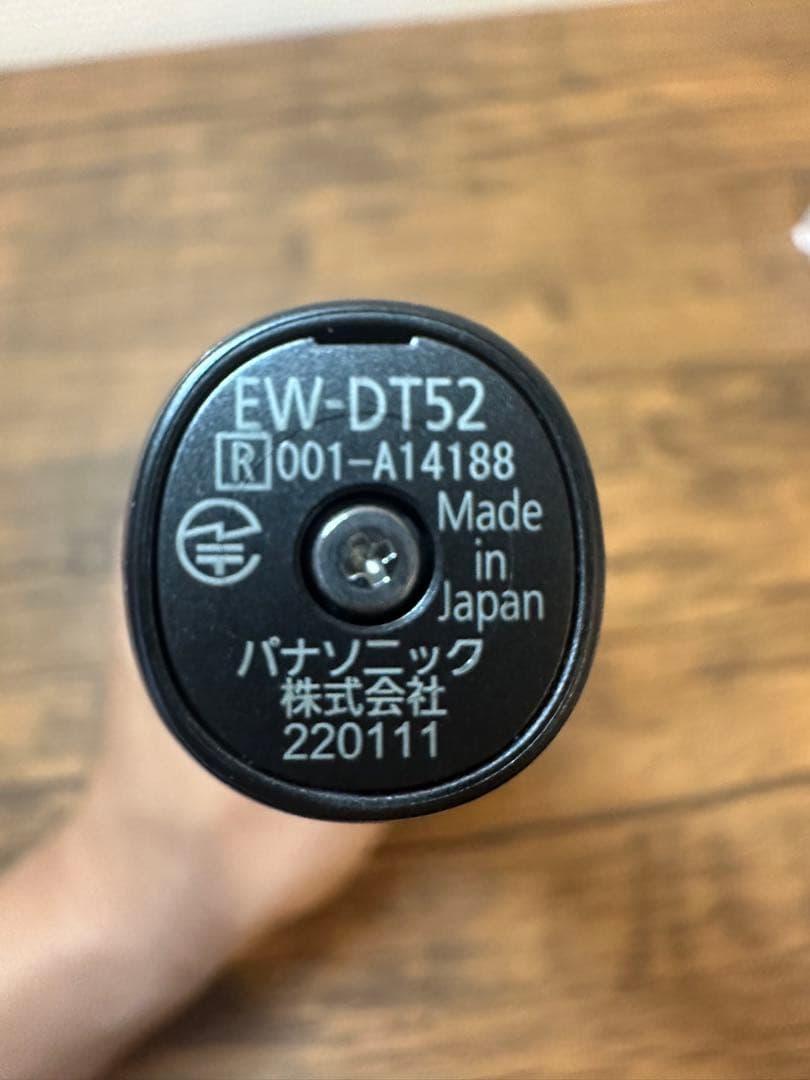 EW-DT52
R 001-A14188
Made
in
Japan
パナソニック
株式会社
220111